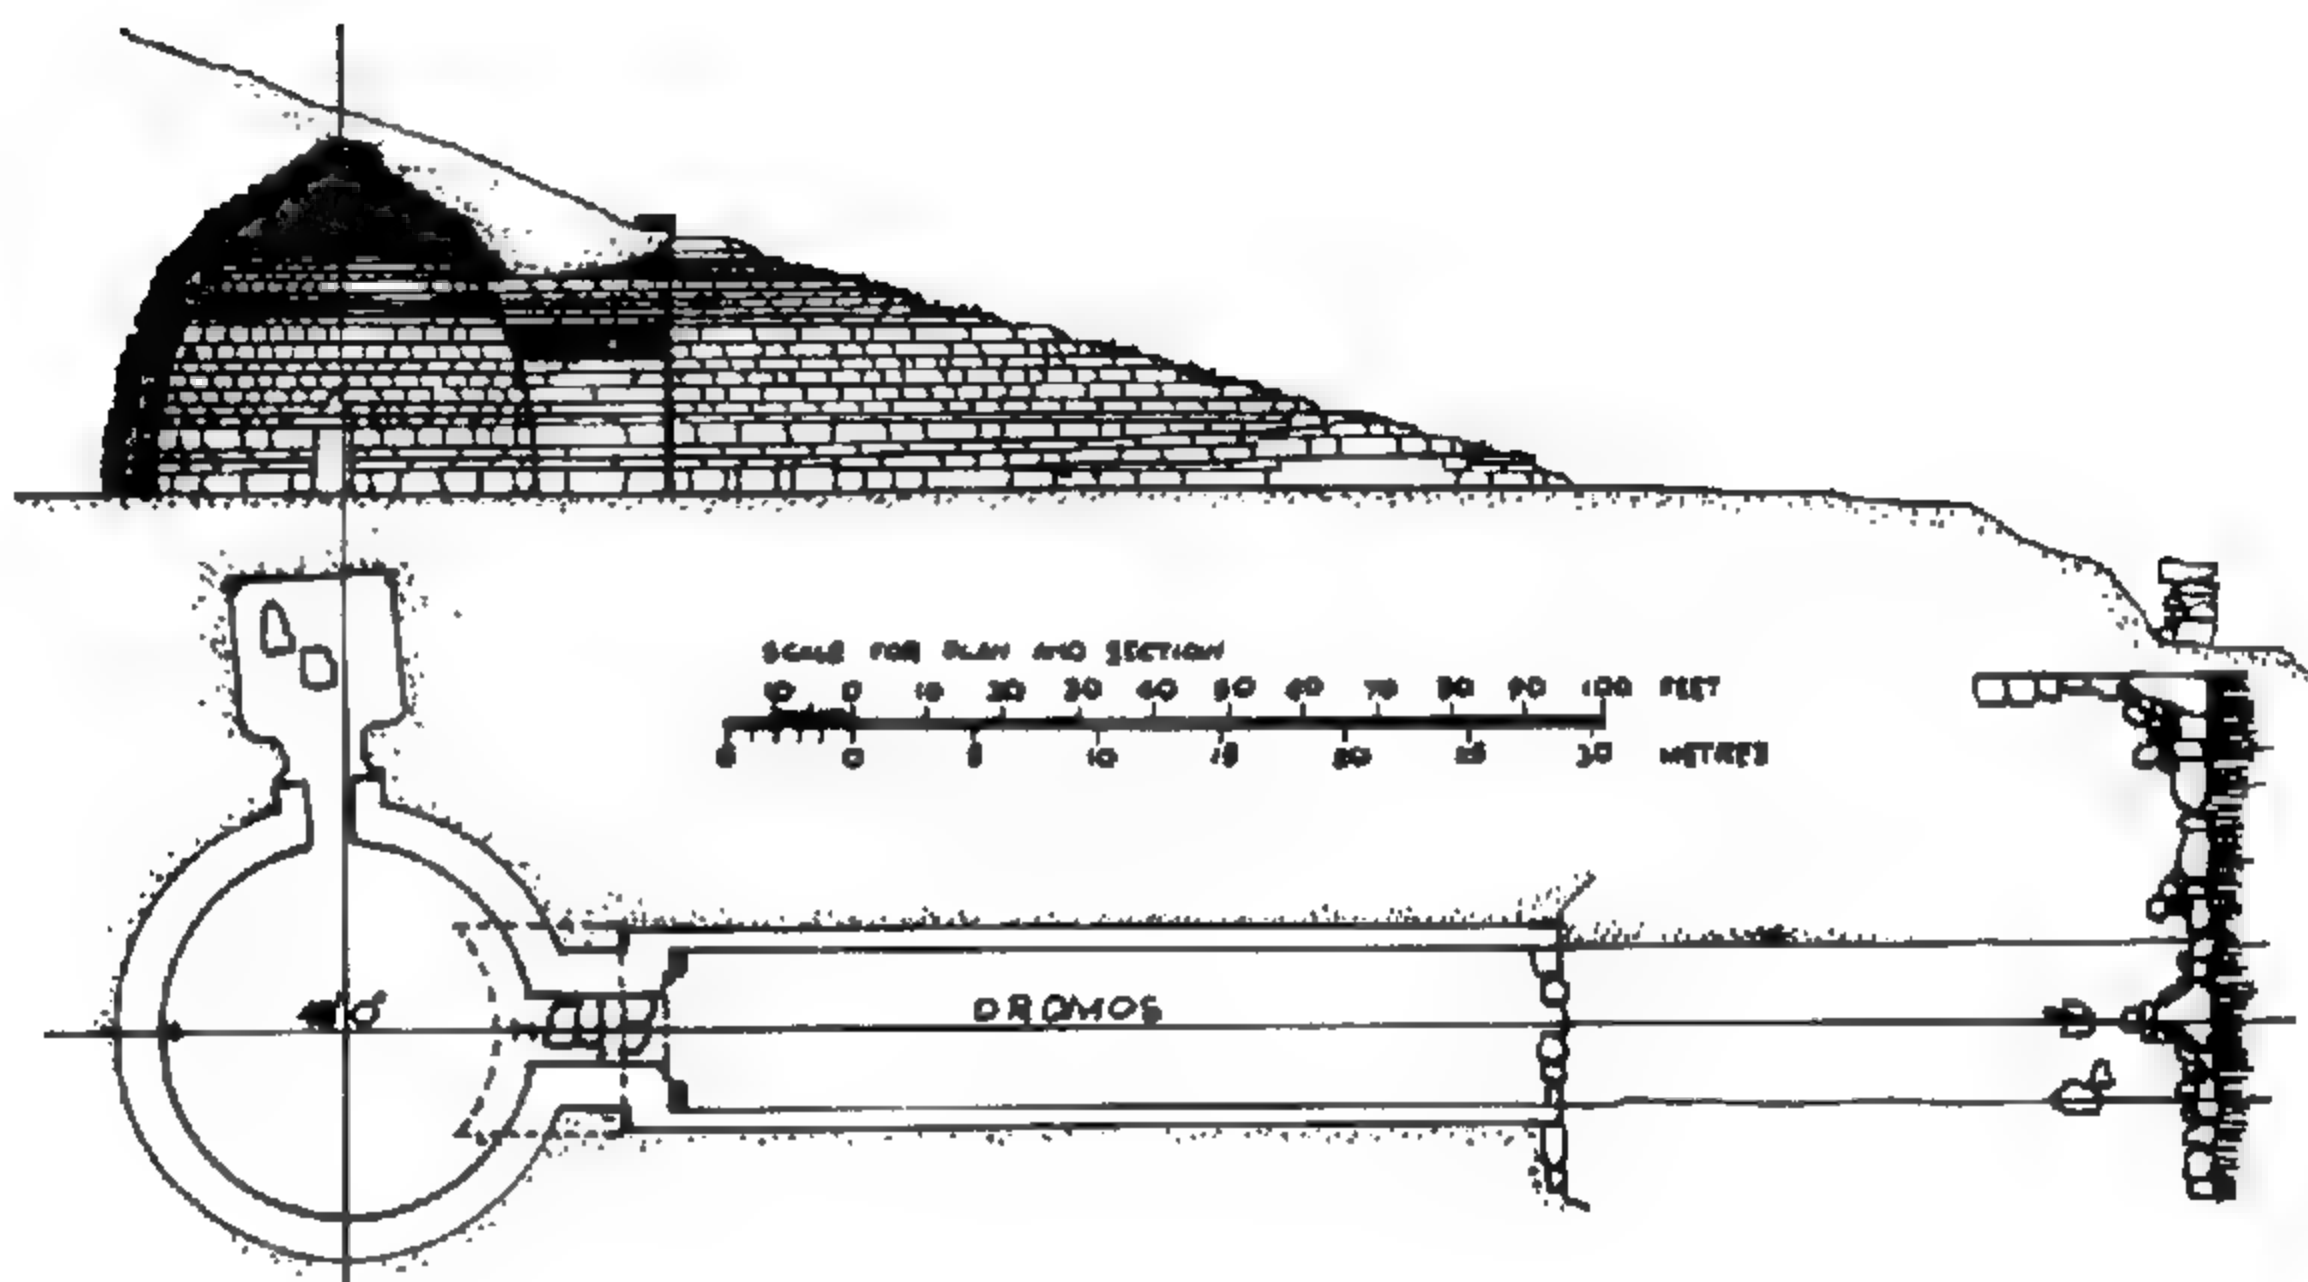 SCALE FOR PLAN AND SECTION
10 0 10 20 30 40 50 60 70 80 90 100 FEET
5 0 5 10 15 20 25 30 METRES
DROMOS